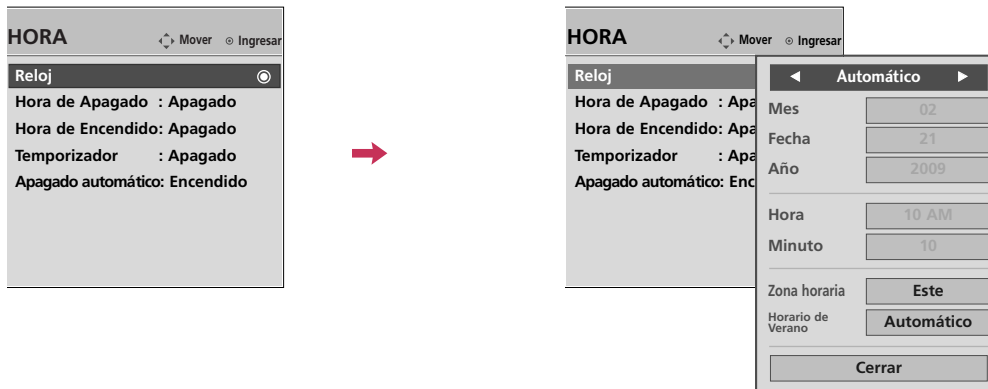 HORA Mover Ingresar
Reloj
Hora de Apagado : Apagado
Hora de Encendido: Apagado
Temporizador : Apagado
Apagado automático: Encendido
HORA Mover Ingresar
Reloj
Hora de Apagado : Apa
Hora de Encendido: Apa
Temporizador : Apa
Apagado automático: Enc
◀ Automático ▶
Mes 02
Fecha 21
Año 2009
Hora 10 AM
Minuto 10
Zona horaria Este
Horario de
Verano Automático
Cerrar